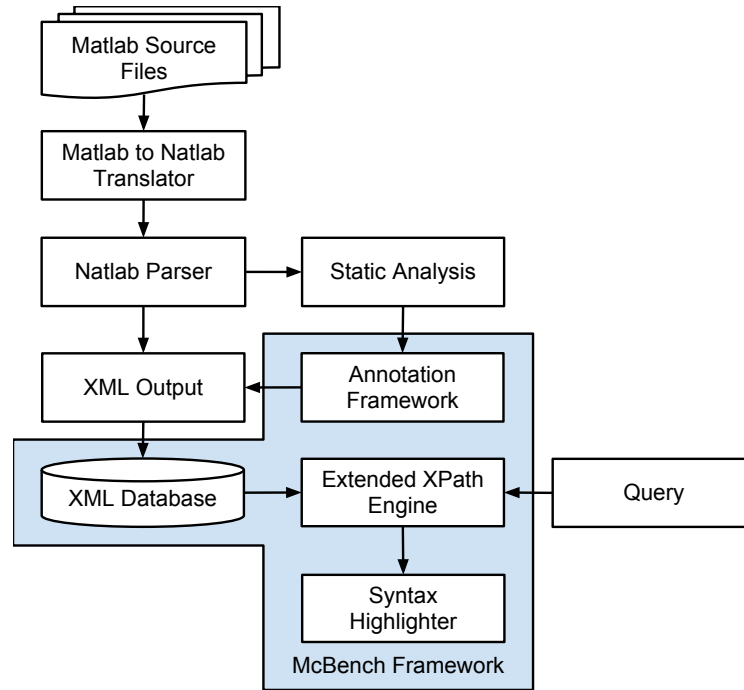 Matlab Source
Files
Matlab to Natlab
Translator
Natlab Parser
Static Analysis
XML Output
Annotation
Framework
XML Database
Extended XPath
Engine
Query
Syntax
Highlighter
McBench Framework